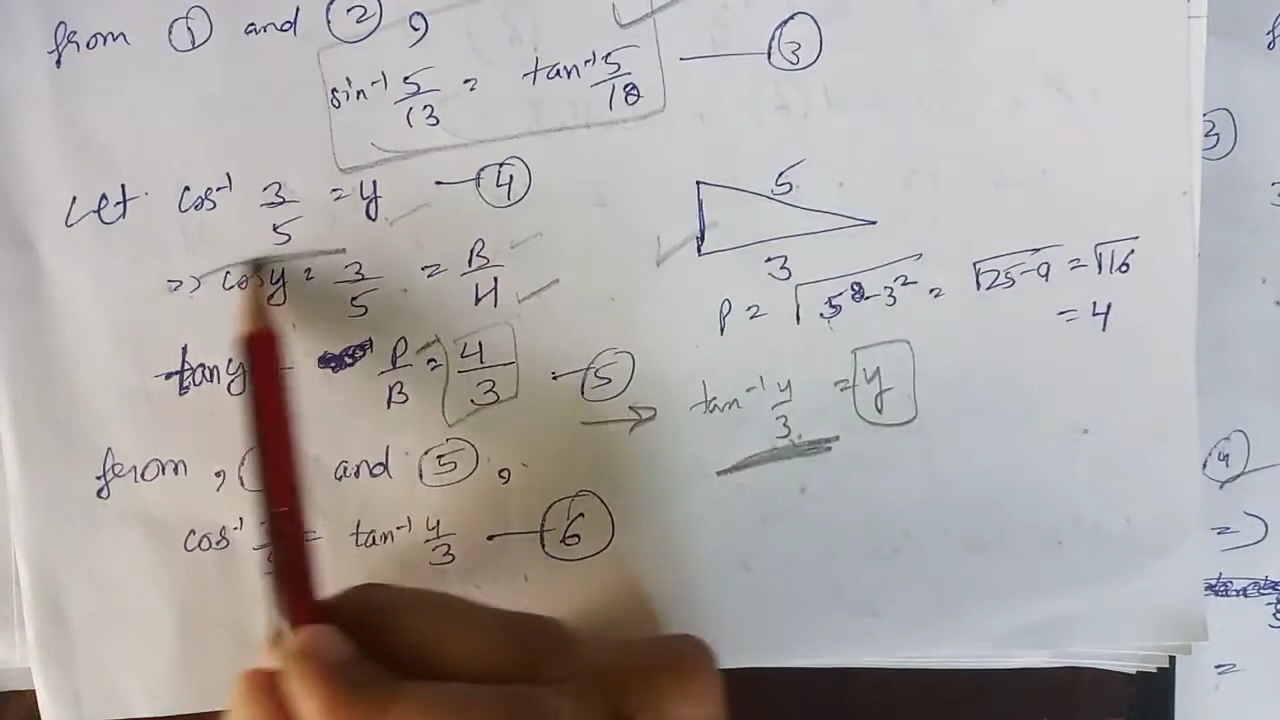 from ① and ②,
sin⁻¹ 5/13 = tan⁻¹ 5/12 — ③
Let cos⁻¹ 3/5 = y — ④
=> cos y = 3/5 = B/H
tan y = P/B = 4/3 — ⑤
from, and ⑤,
cos⁻¹ = tan⁻¹ 4/3 — ⑥
5
3
P = √5²-3² = √25-9 = √16
= 4
→ tan⁻¹ 4/3 = y
3
4
=>
=